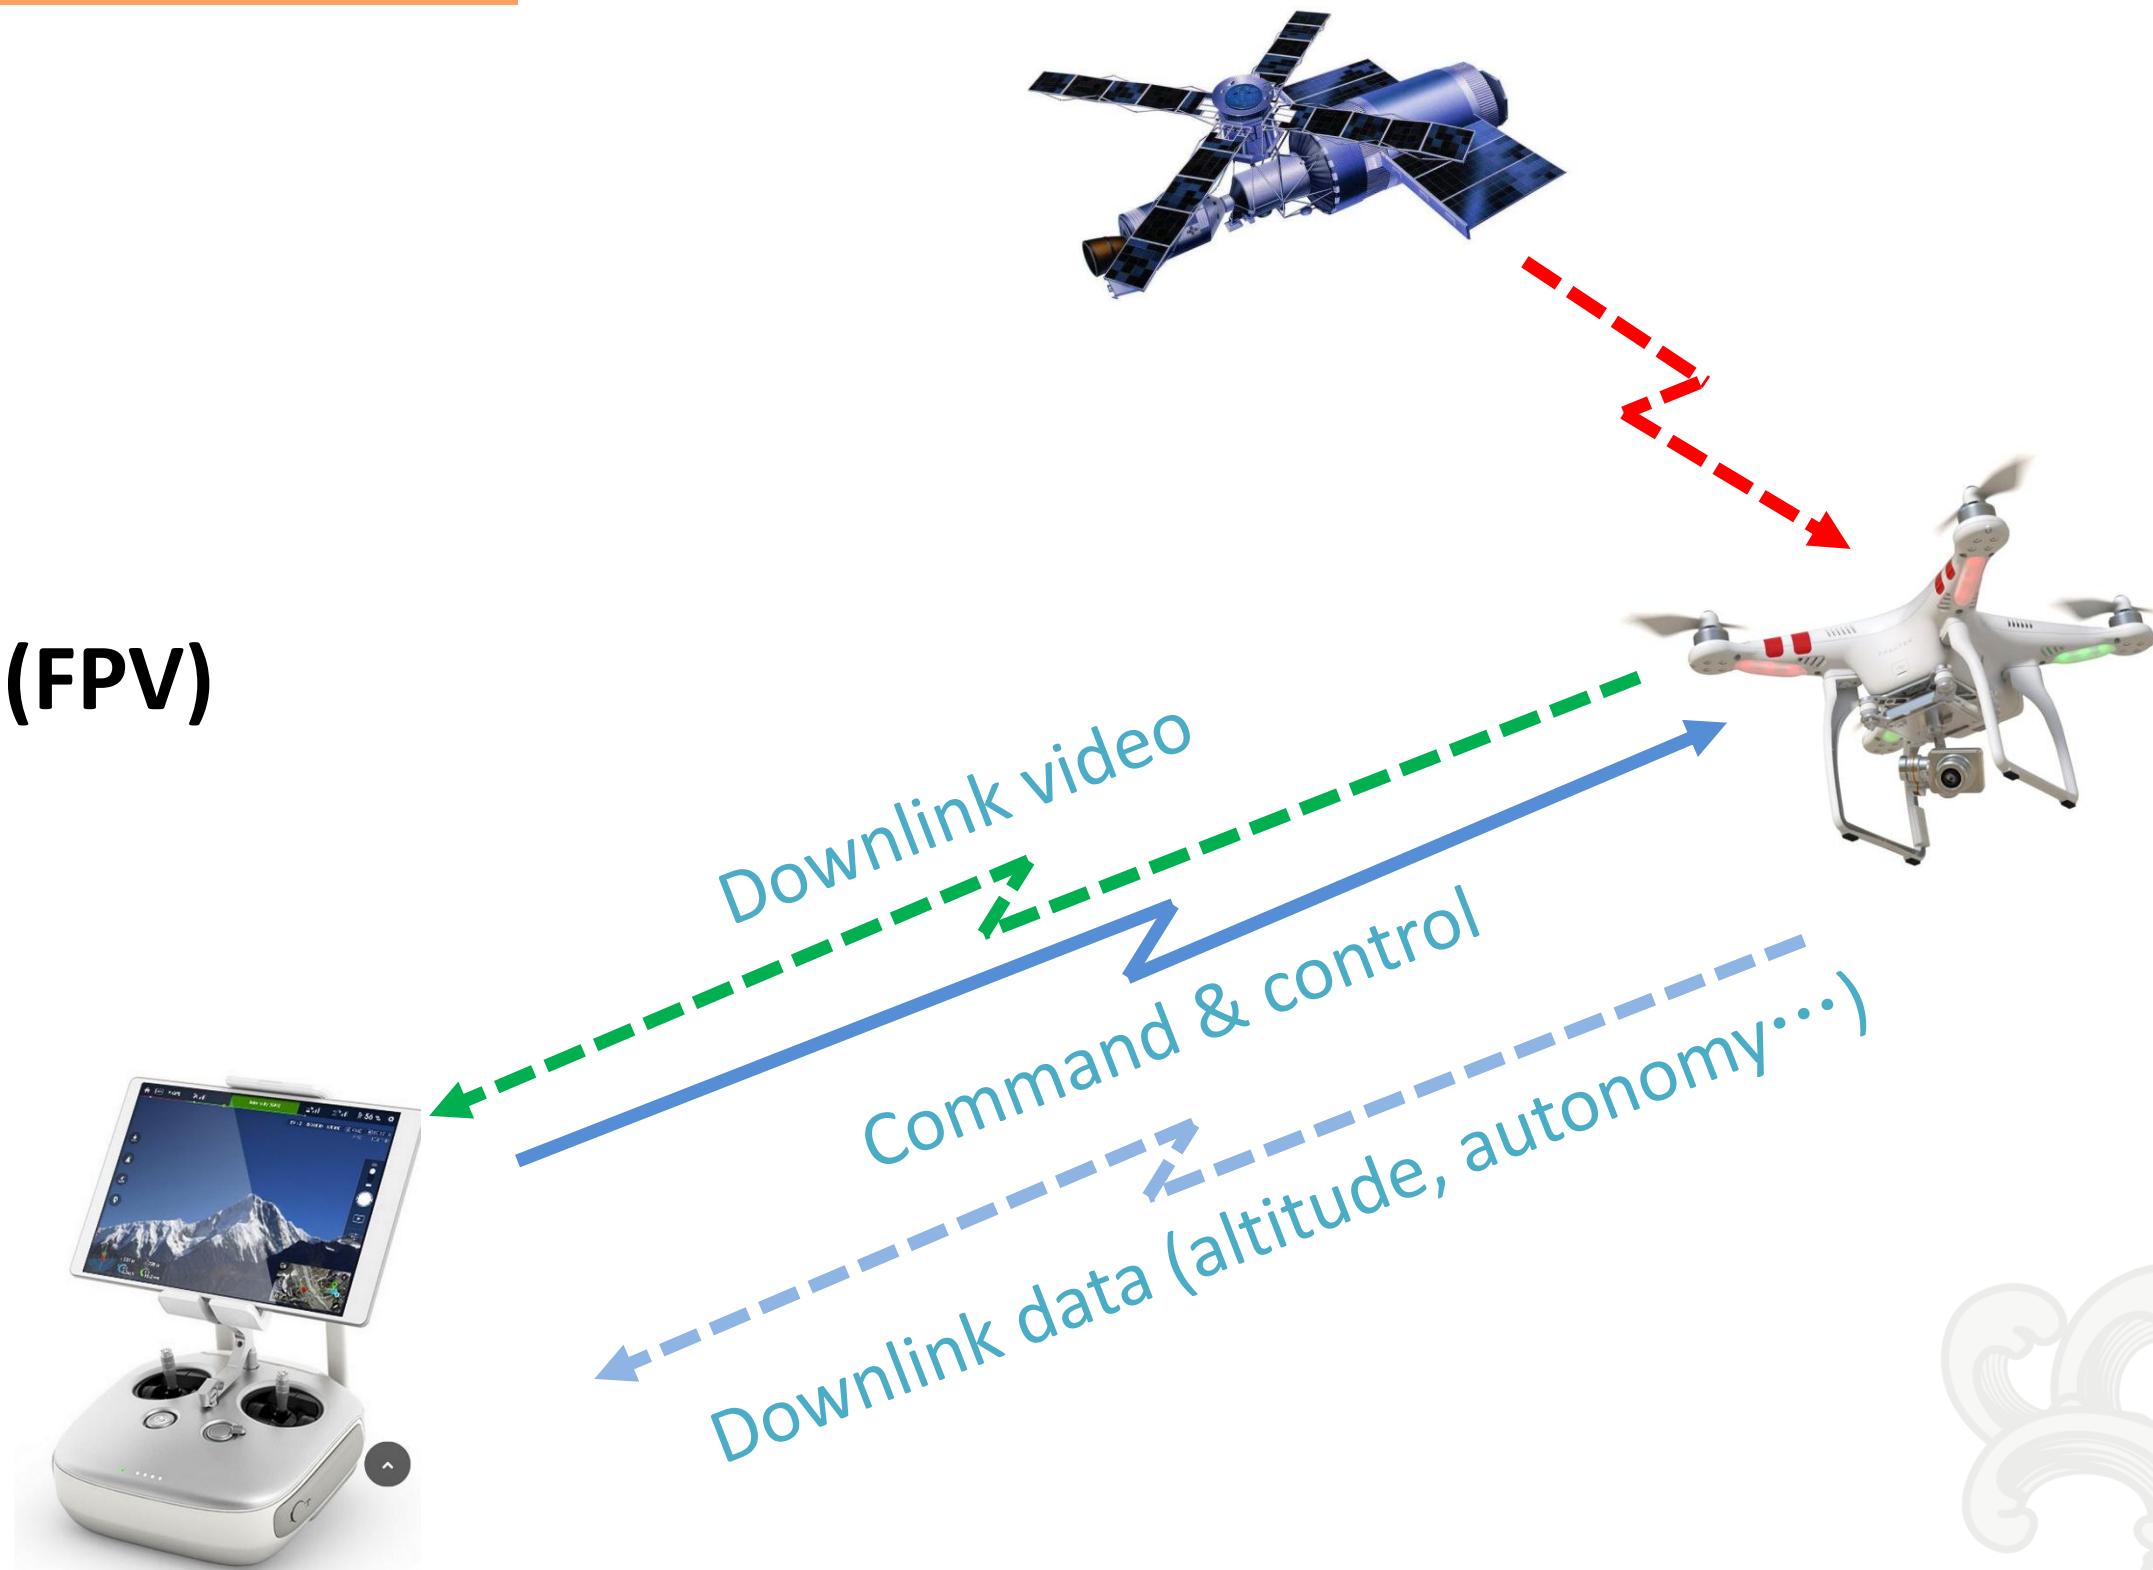 (FPV)
Downlink video
Command & control
Downlink data (altitude, autonomy…)